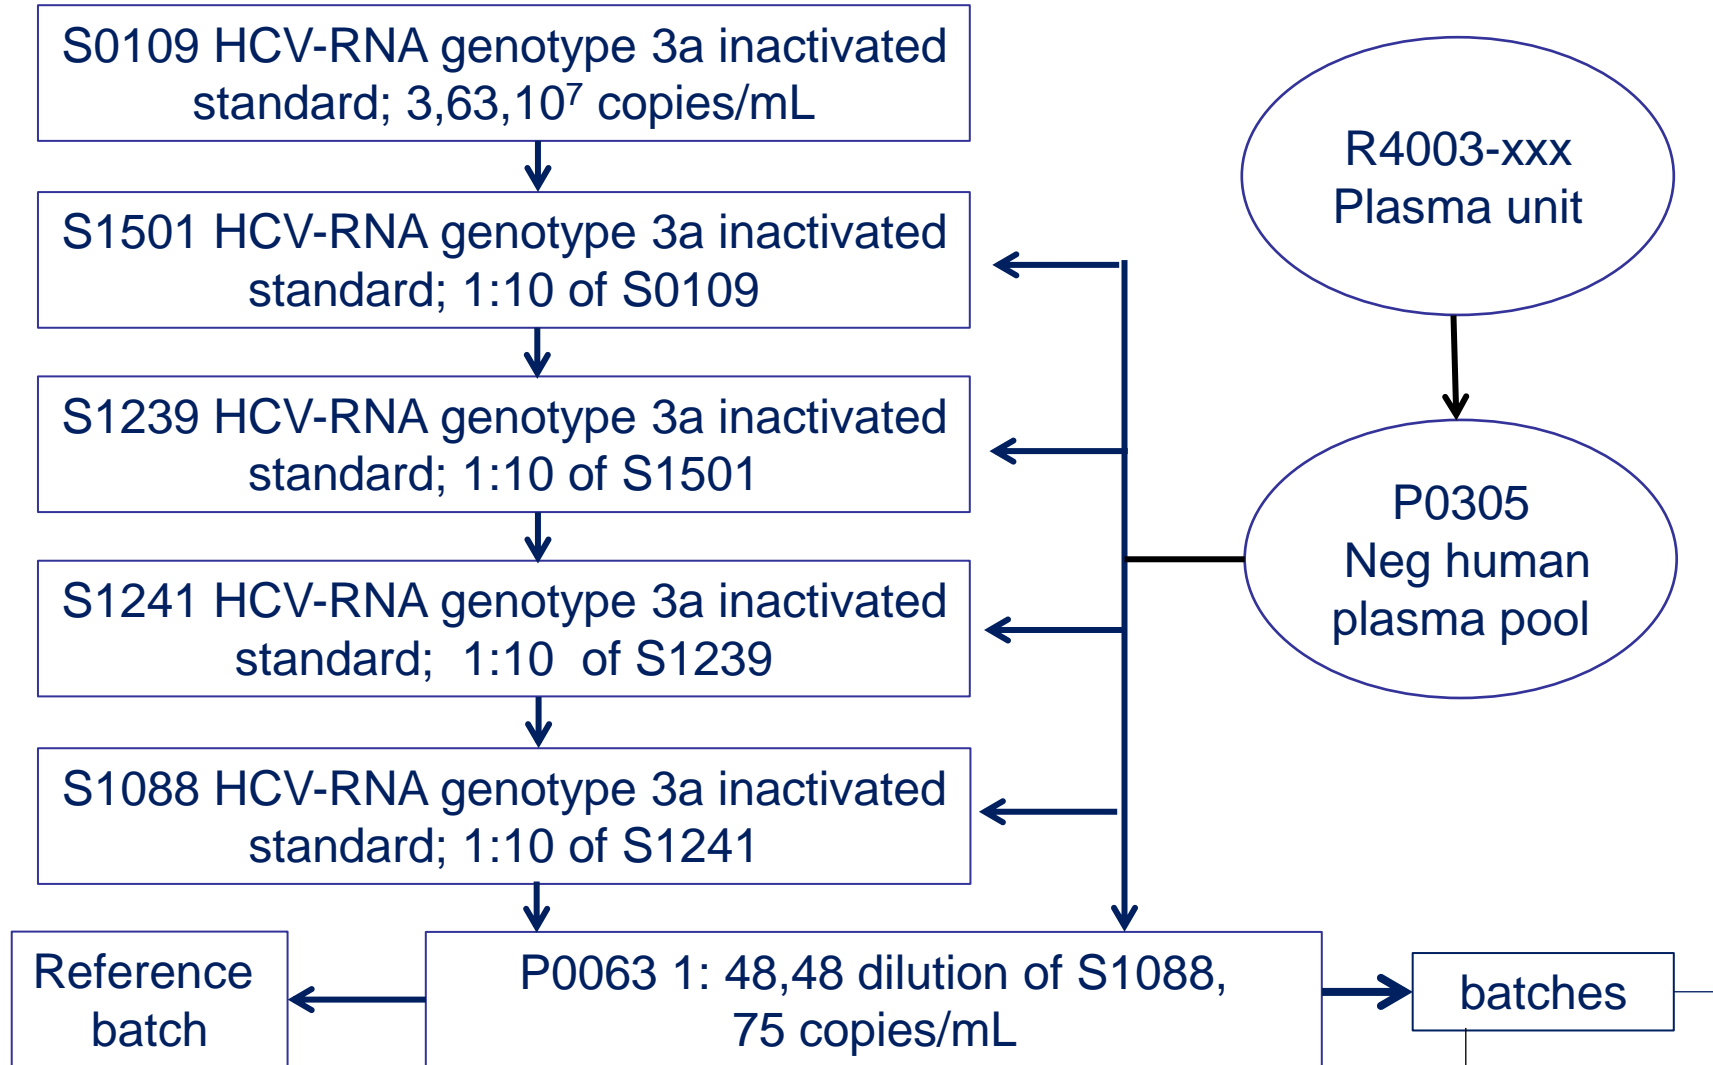 S0109 HCV-RNA genotype 3a inactivated
standard; 3,63,10⁷ copies/mL
S1501 HCV-RNA genotype 3a inactivated
standard; 1:10 of S0109
S1239 HCV-RNA genotype 3a inactivated
standard; 1:10 of S1501
S1241 HCV-RNA genotype 3a inactivated
standard; 1:10 of S1239
S1088 HCV-RNA genotype 3a inactivated
standard; 1:10 of S1241
R4003-xxx
Plasma unit
P0305
Neg human
plasma pool
Reference
batch
P0063 1: 48,48 dilution of S1088,
75 copies/mL
batches